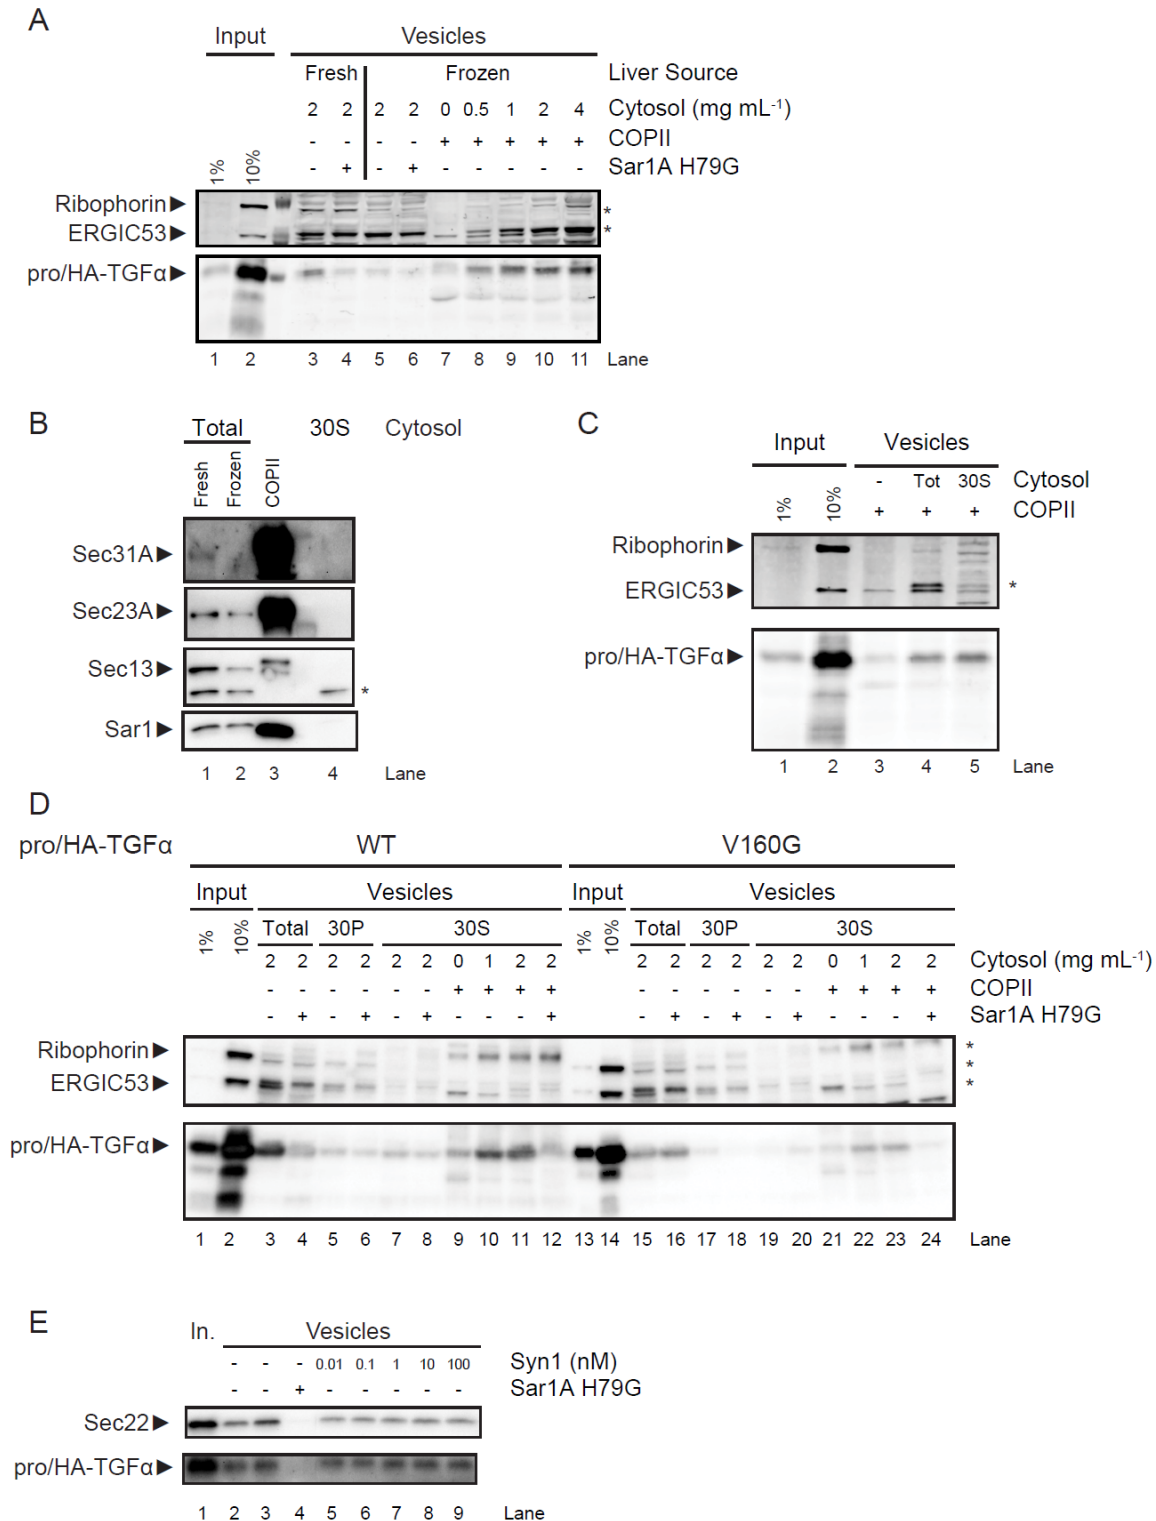 A
Input Vesicles
Fresh Frozen Liver Source
2 2 2 2 0 0.5 1 2 4 Cytosol (mg mL-1)
- - - - + + + + + COPII
1% 10% - + - + - - - - - Sar1A H79G
Ribophorin
*
ERGIC53 *
pro/HA-TGFα
1 2 3 4 5 6 7 8 9 10 11 Lane
B
Total 30S Cytosol
Fresh Frozen COPII
Sec31A
Sec23A
Sec13
*
Sar1
1 2 3 4 Lane
C
Input Vesicles
- Tot 30S Cytosol
1% 10% + + + COPII
Ribophorin
ERGIC53 *
pro/HA-TGFα
1 2 3 4 5 Lane
D
pro/HA-TGFα WT V160G
Input Vesicles Input Vesicles
1% 10% Total 30P 30S 1% 10% Total 30P 30S
2 2 2 2 2 2 0 1 2 2 2 2 2 2 2 2 0 1 2 2 Cytosol (mg mL-1)
- - - - - - + + + + - - - - - - + + + + COPII
- + - + - + - - - + - + - + - + - - - + Sar1A H79G
Ribophorin *
*
ERGIC53 *
pro/HA-TGFα
1 2 3 4 5 6 7 8 9 10 11 12 13 14 15 16 17 18 19 20 21 22 23 24 Lane
E
In. Vesicles
- - - 0.01 0.1 1 10 100 Syn1 (nM)
- - + - - - - - Sar1A H79G
Sec22
pro/HA-TGFα
1 2 3 4 5 6 7 8 9 Lane